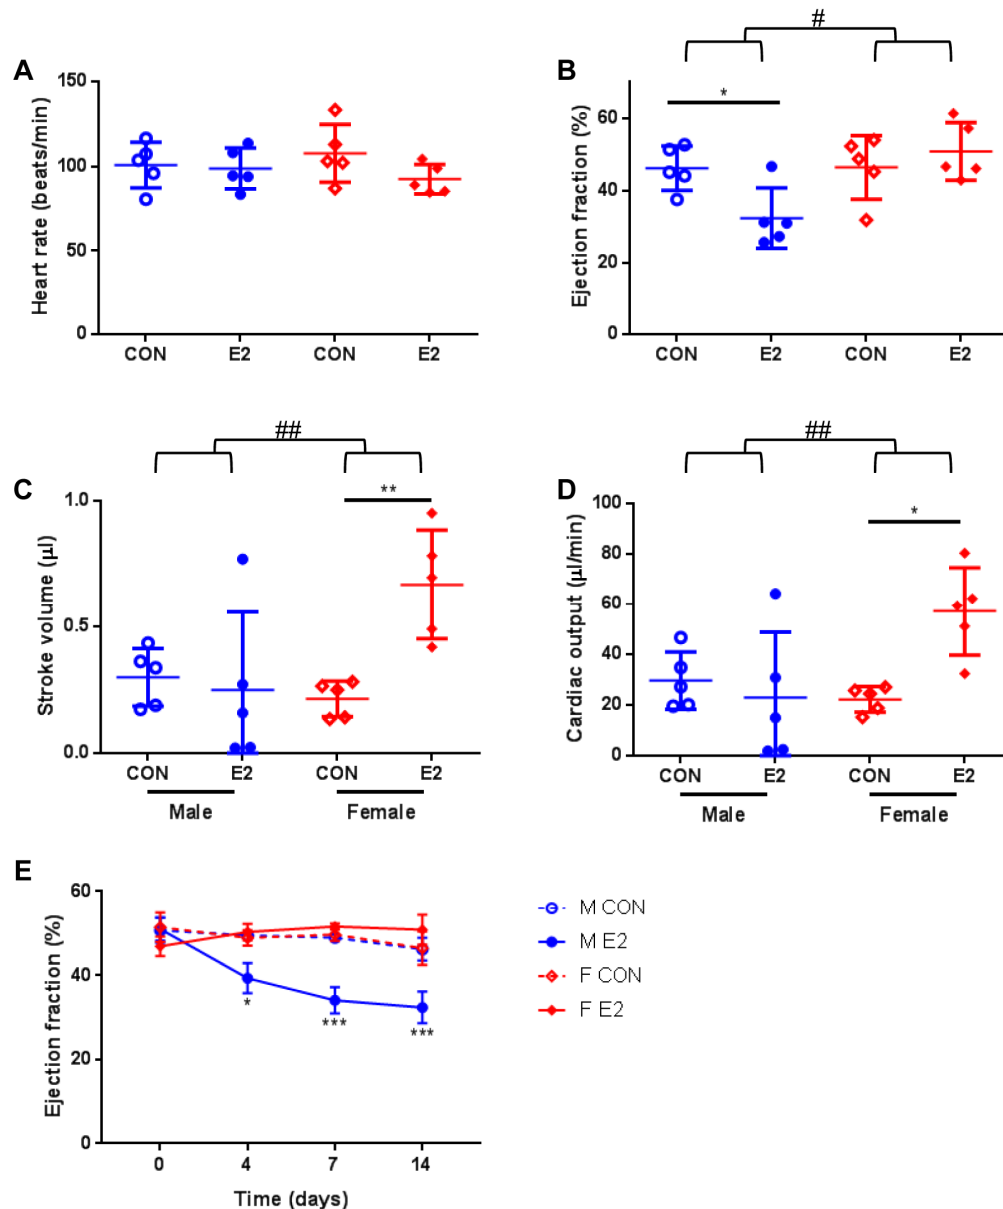 #
A
B
150
100
50
0
Heart rate (beats/min)
CON E2 CON E2
*
60
40
20
0
Ejection fraction (%)
CON E2 CON E2
##
##
C
D
**
1.0
0.5
0.0
Stroke volume (µl)
CON E2 CON E2
Male Female
*
100
80
60
40
20
0
Cardiac output (µl/min)
CON E2 CON E2
Male Female
E
60
40
20
0
Ejection fraction (%)
*
***
***
0 4 7 14
Time (days)
M CON
M E2
F CON
F E2